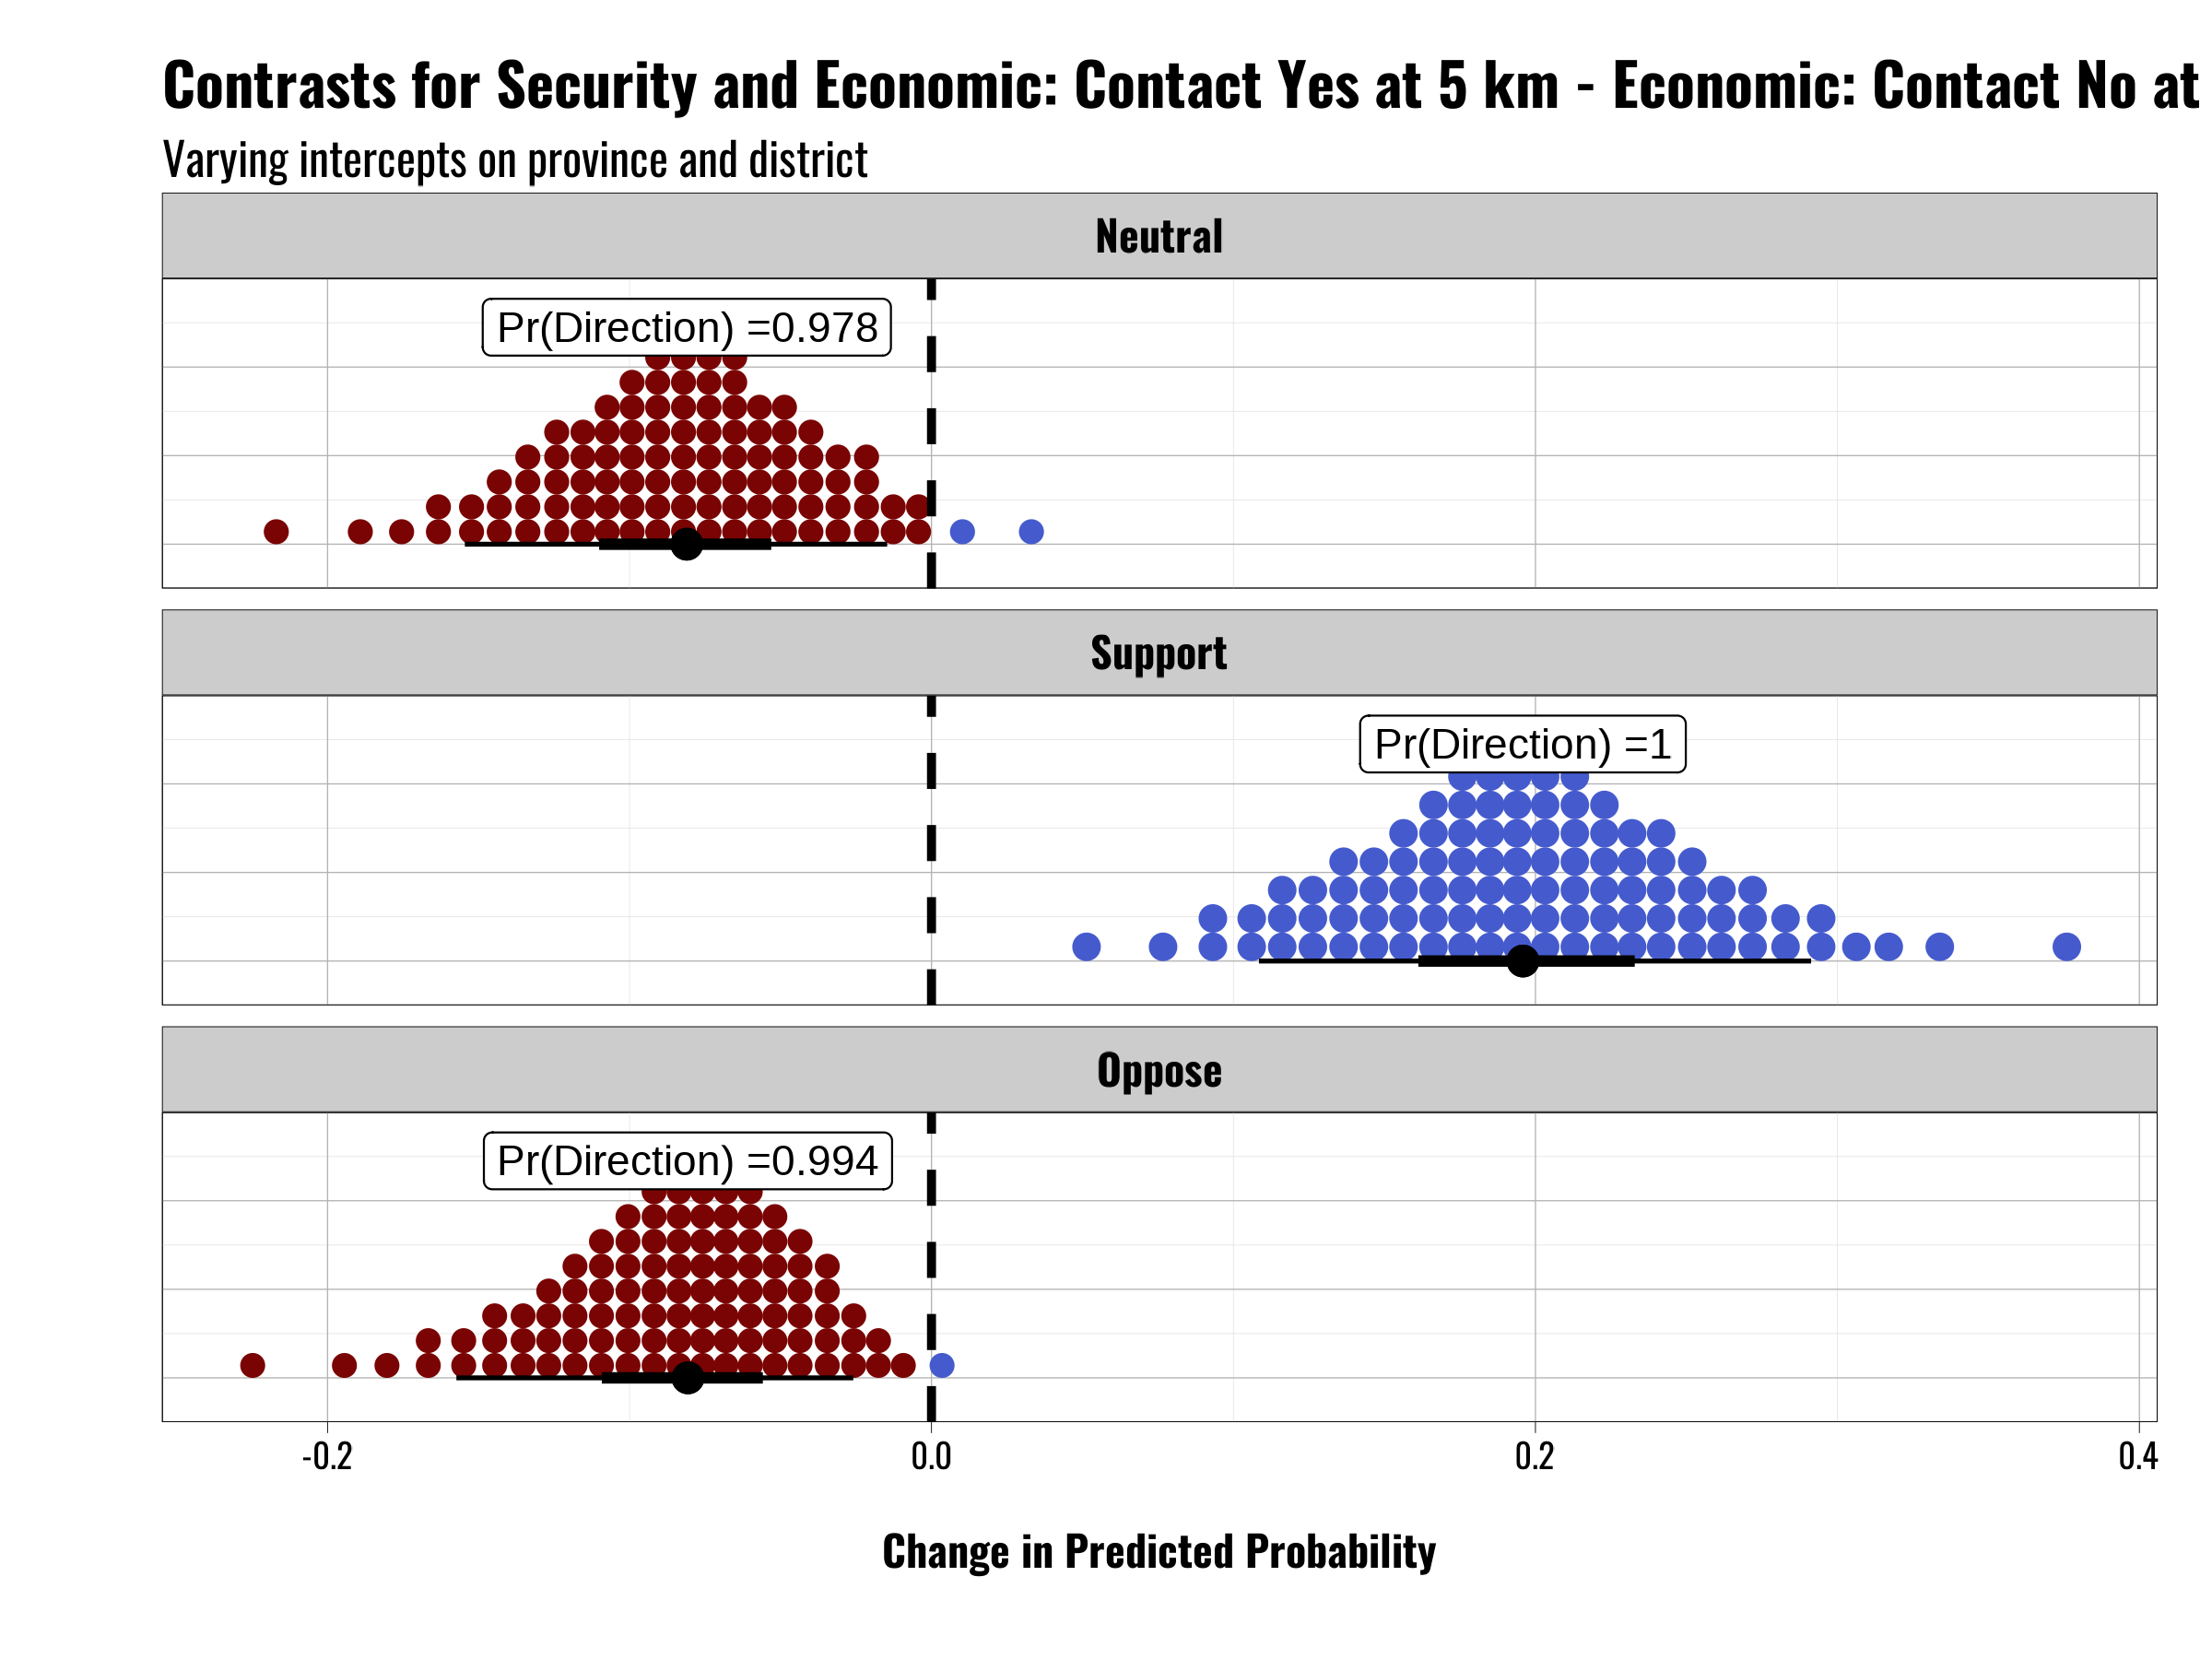 Contrasts for Security and Economic: Contact Yes at 5 km - Economic: Contact No at
Varying intercepts on province and district
Neutral
Pr(Direction) =0.978
Support
Pr(Direction) =1
Oppose
Pr(Direction) =0.994
-0.2 0.0 0.2 0.4
Change in Predicted Probability